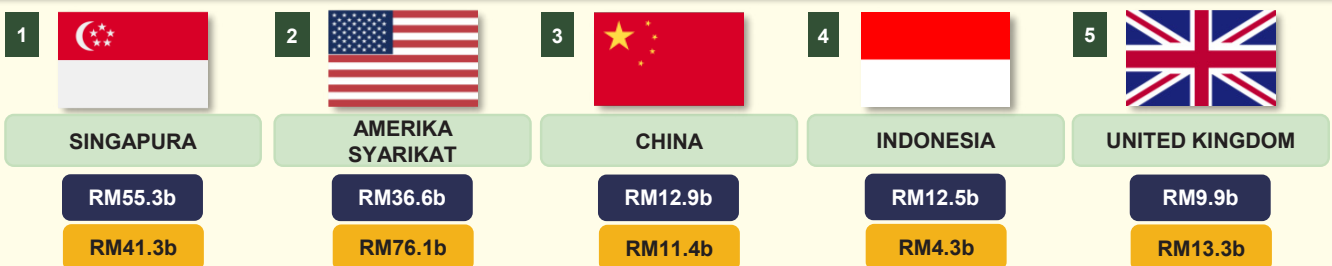 1
2
3
4
5
SINGAPURA
AMERIKA
SYARIKAT
CHINA
INDONESIA
UNITED KINGDOM
RM55.3b
RM36.6b
RM12.9b
RM12.5b
RM9.9b
RM41.3b
RM76.1b
RM11.4b
RM4.3b
RM13.3b